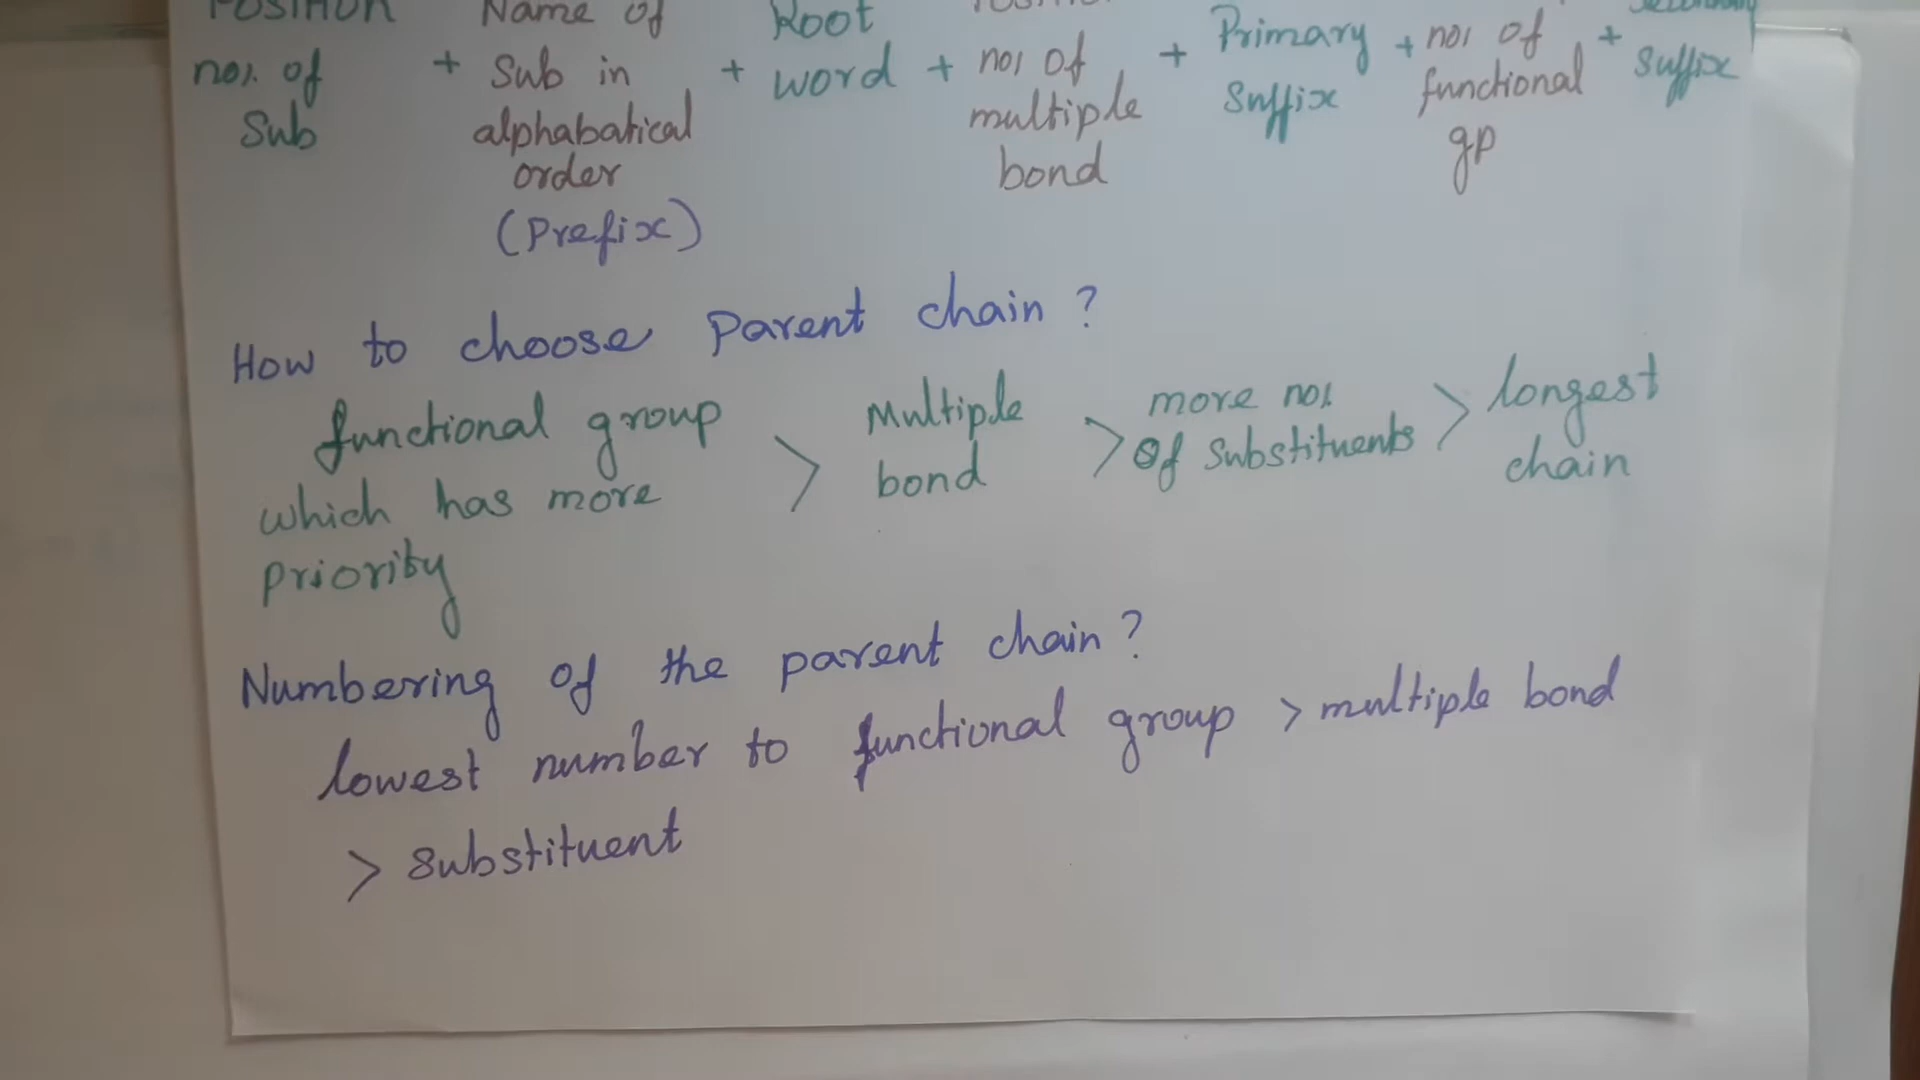 Position Name of Root
no. of + Sub in + word + no. of + Primary + no. of + Suffix
Sub alphabatical multiple Suffix functional
order bond gp
(Prefix)
How to choose parent chain ?
functional group > Multiple > more no. > longest
which has more bond of substituents chain
priority
Numbering of the parent chain ?
lowest number to functional group > multiple bond
> substituent